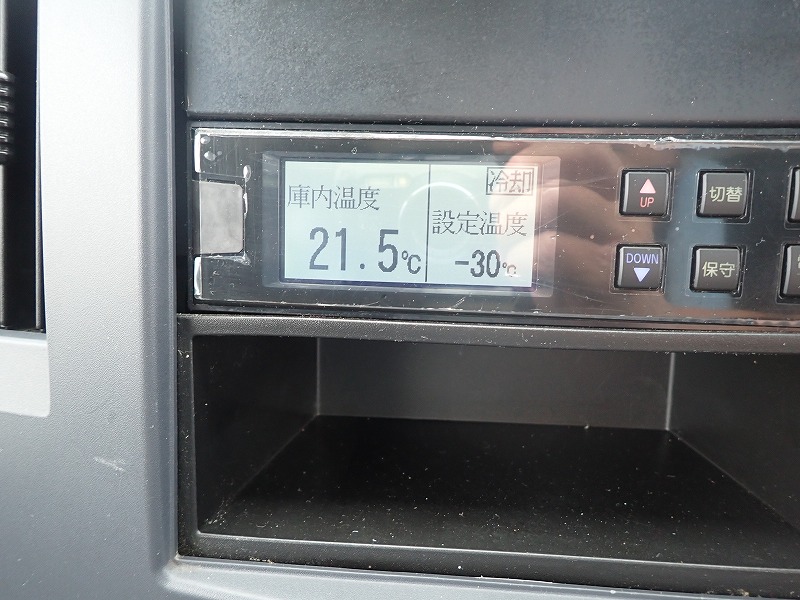 庫内温度
21.5℃
冷却
設定温度
-30℃
UP
切替
DOWN
保守